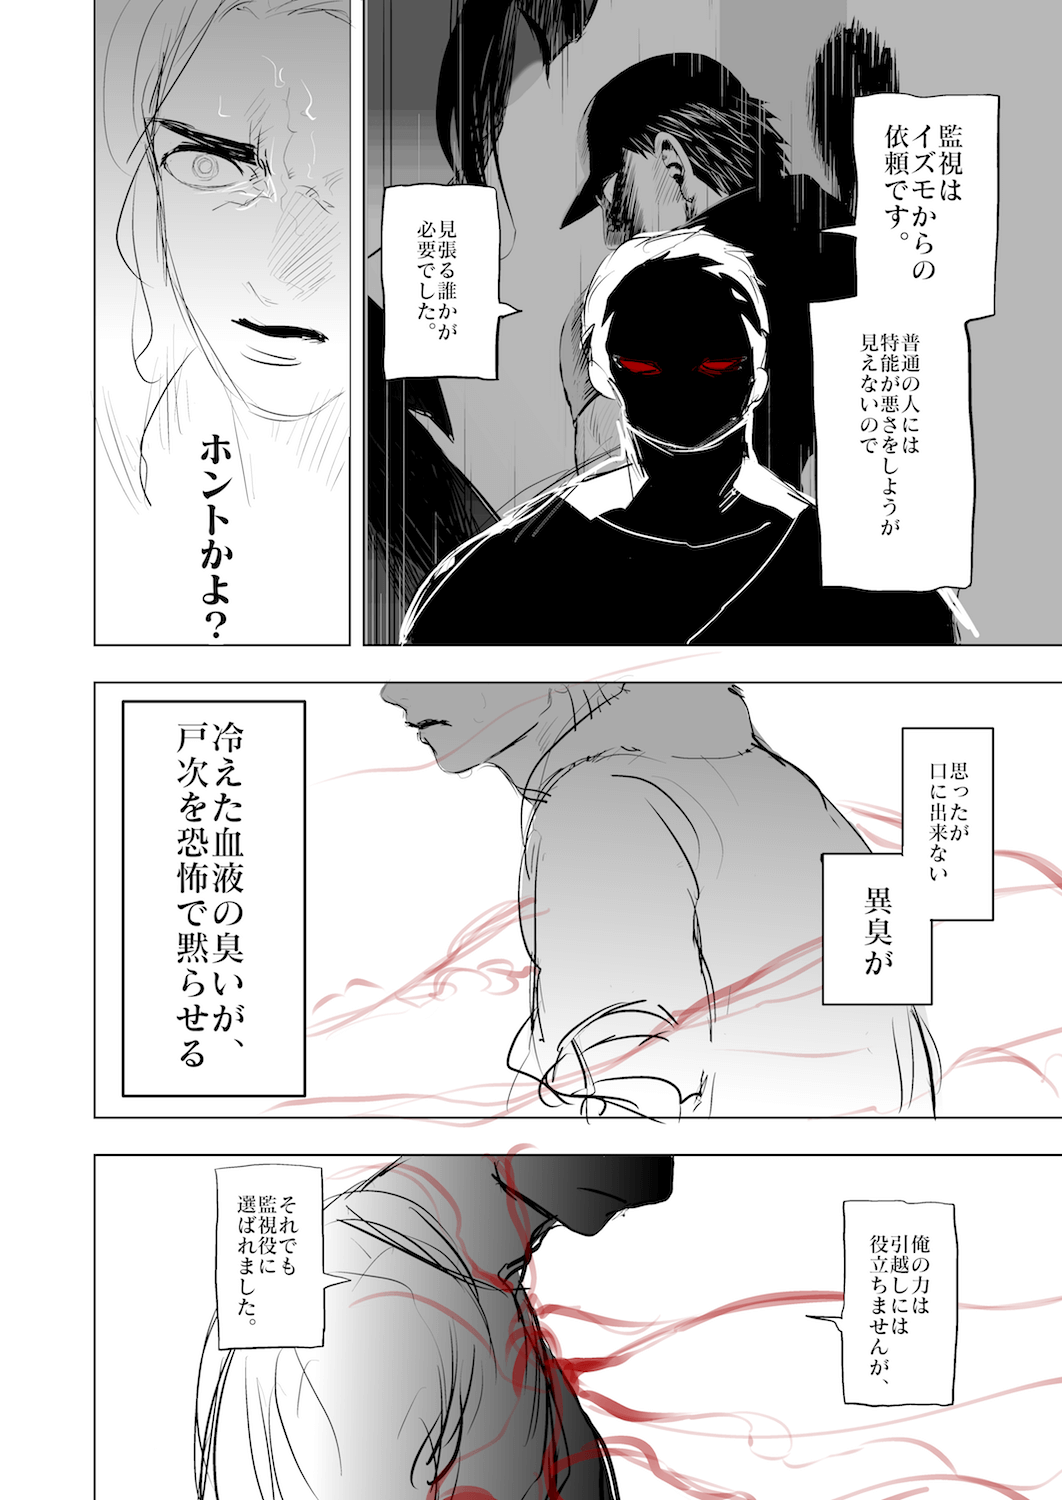 監視は
イズモからの
依頼です。
普通の人には
特能が悪さをしようが
見えないので
見張る誰かが
必要でした。
ホントかよ？
思ったが
口に出来ない
異臭が
冷えた血液の臭いが、
戸次を恐怖で黙らせる
俺の力は
引越しには
役立ちませんが、
それでも
監視役に
選ばれました。